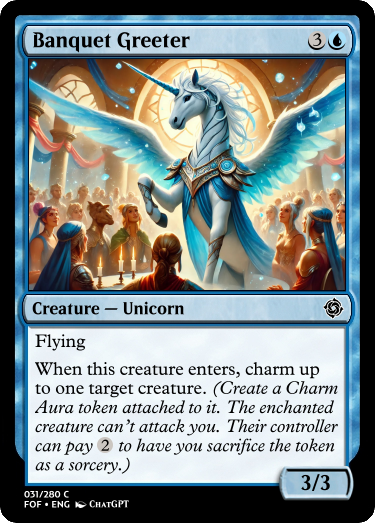 Banquet Greeter 3
Creature — Unicorn
Flying
When this creature enters, charm up
to one target creature. (Create a Charm
Aura token attached to it. The enchanted
creature can't attack you. Their controller
can pay 2 to have you sacrifice the token
as a sorcery.)
3/3
031/280 C
FOF • ENG ChatGPT